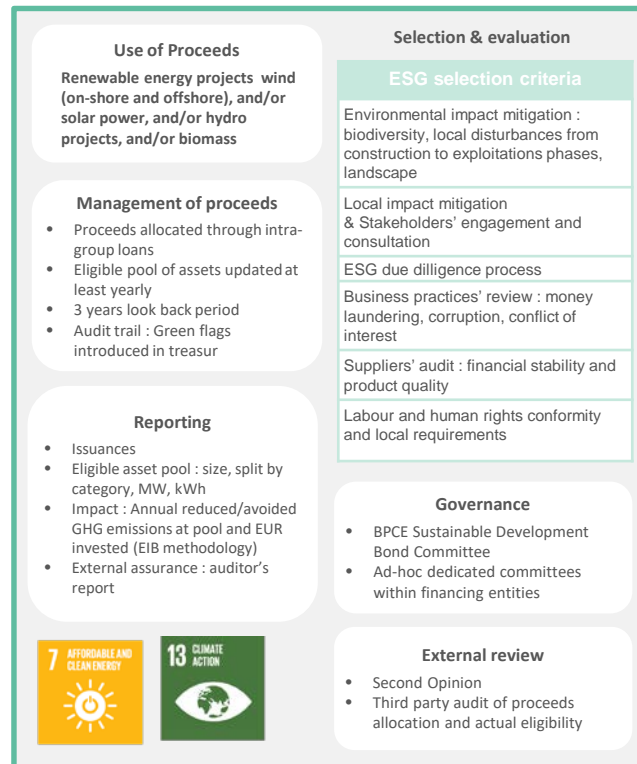 Use of Proceeds
Renewable energy projects wind
(on-shore and offshore), and/or
solar power, and/or hydro
projects, and/or biomass
Management of proceeds
• Proceeds allocated through intra-
group loans
• Eligible pool of assets updated at
least yearly
• 3 years look back period
• Audit trail : Green flags
introduced in treasur
Reporting
• Issuances
• Eligible asset pool : size, split by
category, MW, kWh
• Impact : Annual reduced/avoided
GHG emissions at pool and EUR
invested (EIB methodology)
• External assurance : auditor's
report
7 AFFORDABLE AND
CLEAN ENERGY
13 CLIMATE
ACTION
Selection & evaluation
ESG selection criteria
Environmental impact mitigation :
biodiversity, local disturbances from
construction to exploitations phases,
landscape
Local impact mitigation
& Stakeholders' engagement and
consultation
ESG due dilligence process
Business practices' review : money
laundering, corruption, conflict of
interest
Suppliers' audit : financial stability and
product quality
Labour and human rights conformity
and local requirements
Governance
• BPCE Sustainable Development
Bond Committee
• Ad-hoc dedicated committees
within financing entities
External review
• Second Opinion
• Third party audit of proceeds
allocation and actual eligibility